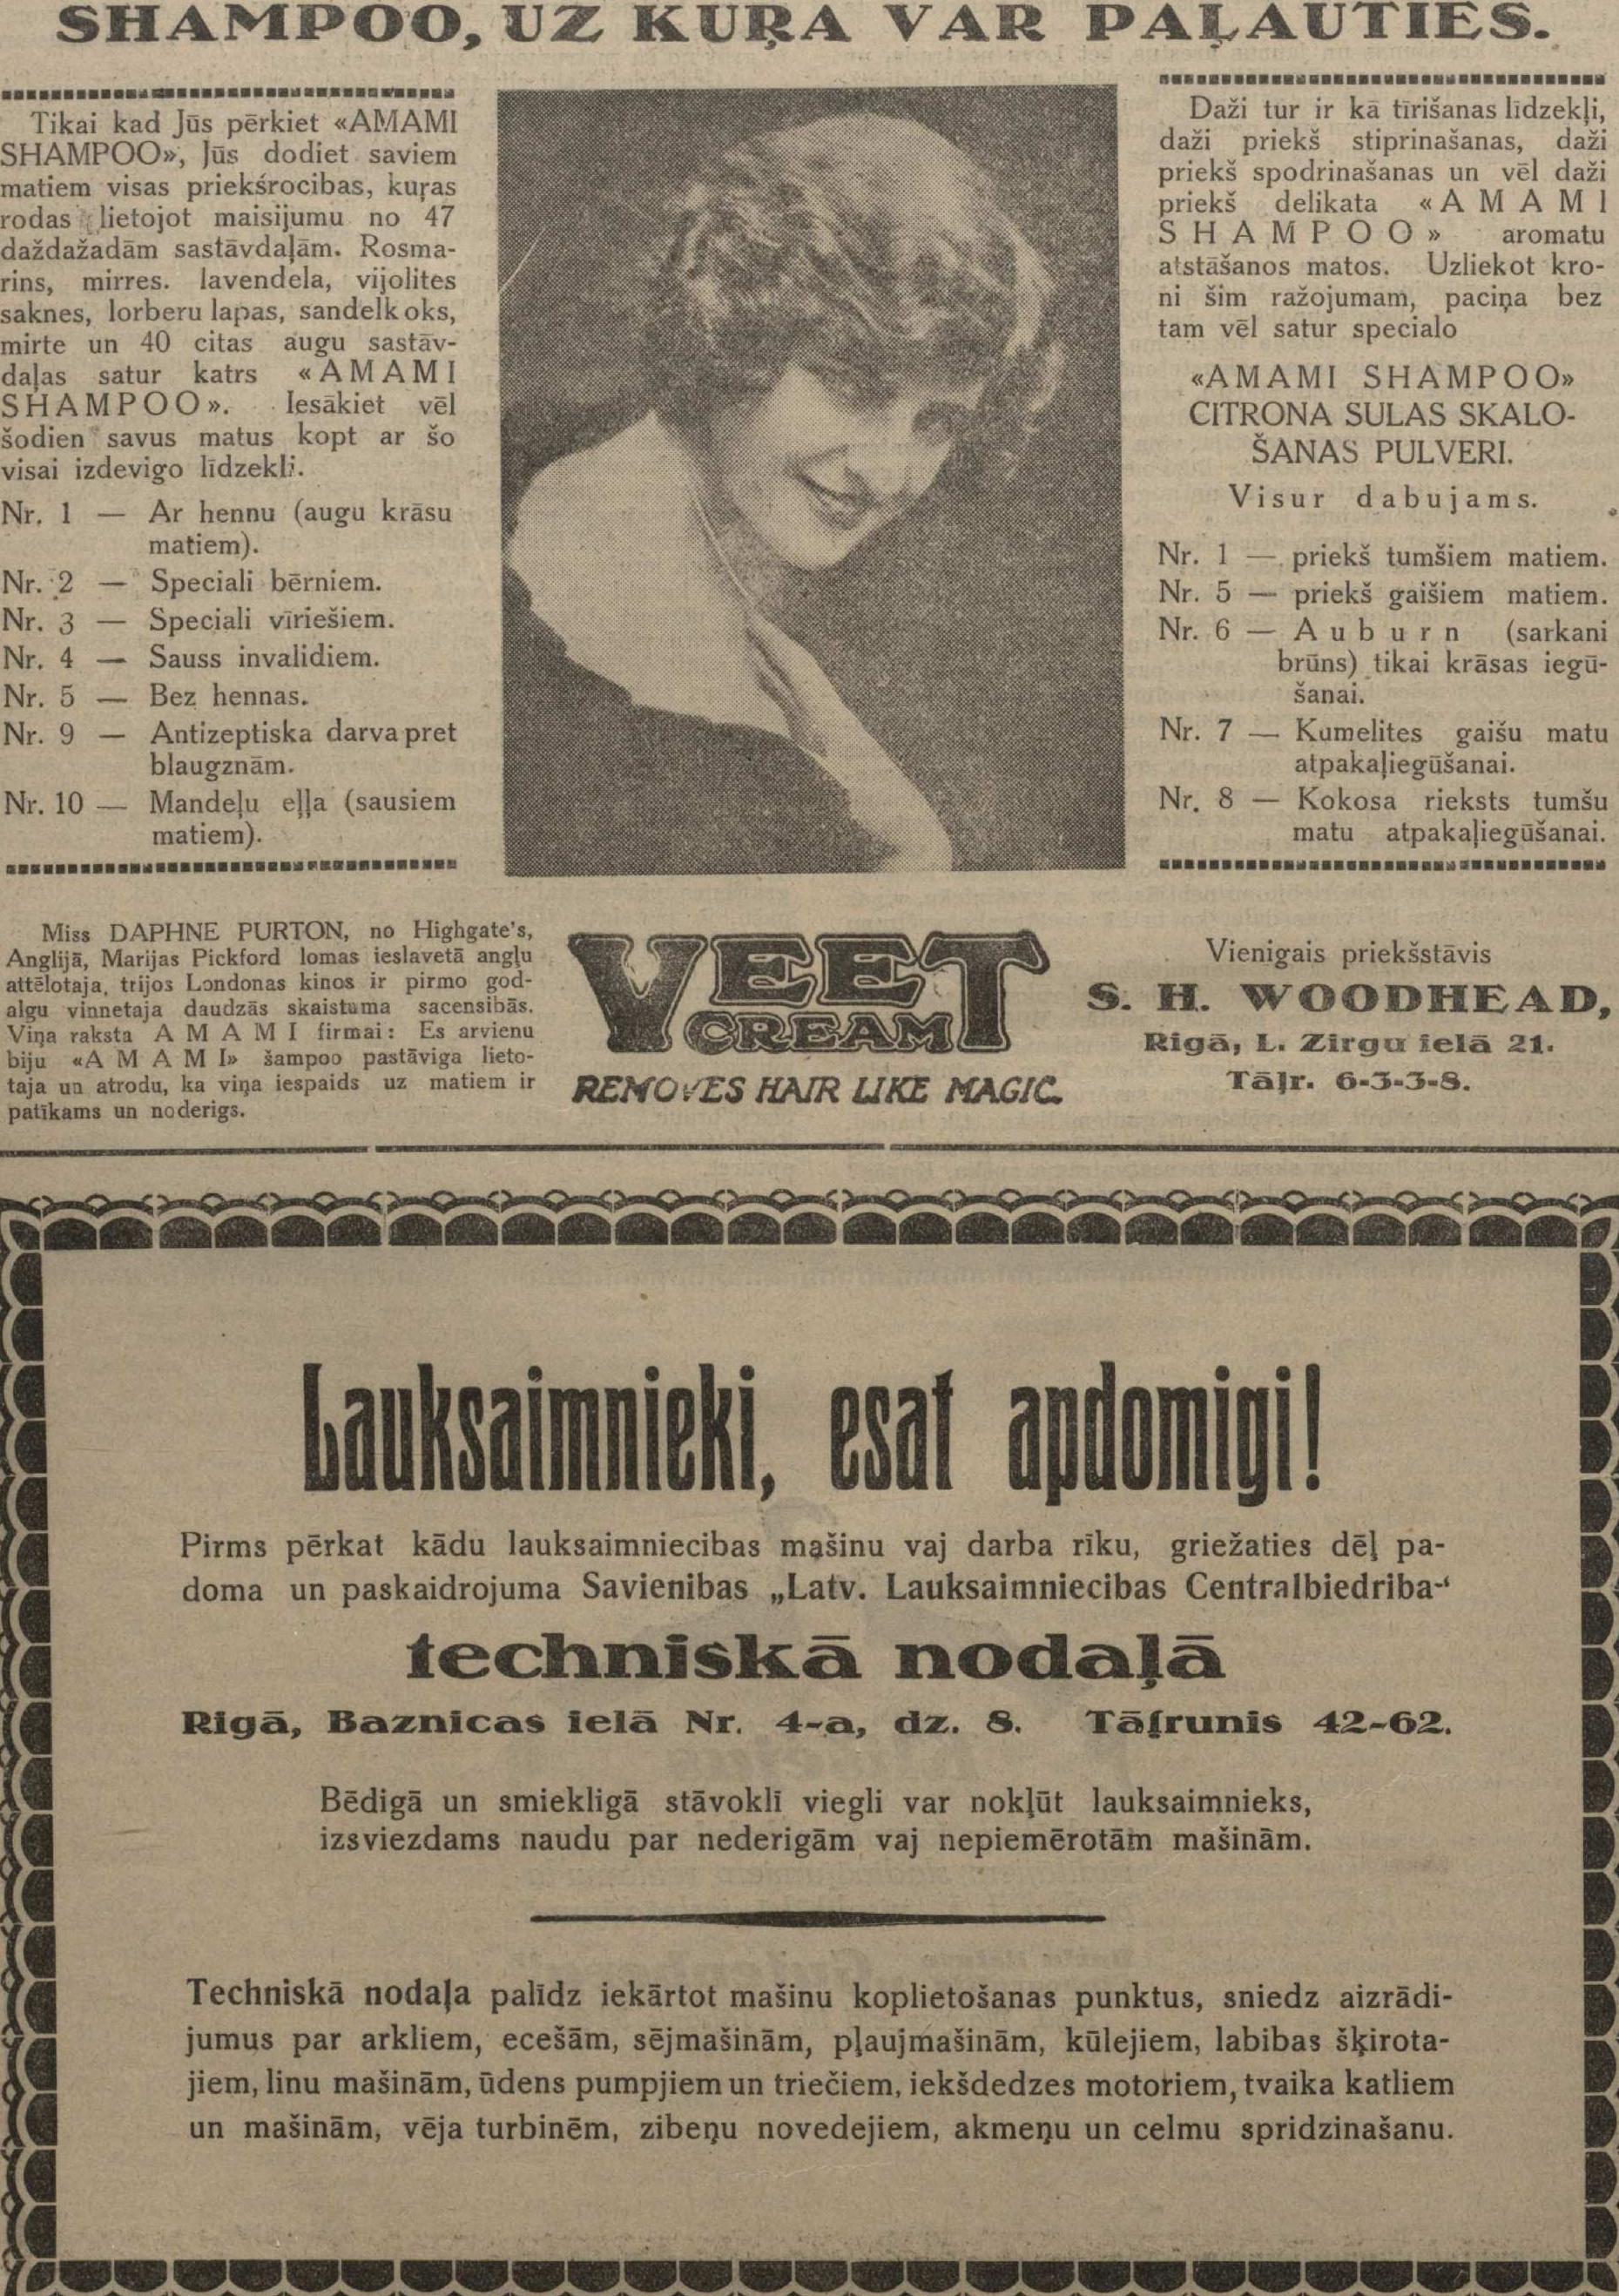 SHAMPOO, UZ KUŖA VAR PAĻAUTIES.
Tikai kad Jūs pērkiet «AMAMI
SHAMPOO», Jūs dodiet saviem
matiem visas priekšrocibas, kuŗas
rodas lietojot maisijumu no 47
daždažadām sastāvdaļām. Rosma-
rins, mirres. lavendela, vijolites
saknes, lorberu lapas, sandelkoks,
mirte un 40 citas augu sastāv-
daļas satur katrs «AMAMI
SHAMPOO». Iesākiet vēl
šodien savus matus kopt ar šo
visai izdevigo līdzekli.
Nr. 1 — Ar hennu (augu krāsu
matiem).
Nr. 2 — Speciali bērniem.
Nr. 3 — Speciali vīriešiem.
Nr. 4 — Sauss invalidiem.
Nr. 5 — Bez hennas.
Nr. 9 — Antizeptiska darva pret
blaugznām.
Nr. 10 — Mandeļu eļļa (sausiem
matiem).
Daži tur ir kā tīrišanas līdzekļi,
daži priekš stiprinašanas, daži
priekš spodrinašanas un vēl daži
priekš delikata «AMAMI
SHAMPOO» aromatu
atstāšanos matos. Uzliekot kro-
ni šim ražojumam, paciņa bez
tam vēl satur specialo
«AMAMI SHAMPOO»
CITRONA SULAS SKALO-
ŠANAS PULVERI.
Visur dabujams.
Nr. 1 — priekš tumšiem matiem.
Nr. 5 — priekš gaišiem matiem.
Nr. 6 — Auburn (sarkani
brūns) tikai krāsas iegū-
šanai.
Nr. 7 — Kumelites gaišu matu
atpakaļiegūšanai.
Nr. 8 — Kokosa rieksts tumšu
matu atpakaļiegūšanai.
Miss DAPHNE PURTON, no Highgate's,
Anglijā, Marijas Pickford lomas ieslavetā angļu
attēlotaja, trijos Londonas kinos ir pirmo god-
algu vinnetaja daudzās skaistuma sacensibās.
Viņa raksta AMAMI firmai: Es arvienu
biju «AMAMI» šampoo pastāviga lieto-
taja un atrodu, ka viņa iespaids uz matiem ir
patīkams un noderigs.
VEET
CREAM
REMOVES HAIR LIKE MAGIC.
Vienigais priekšstāvis
S. H. WOODHEAD,
Rigā, L. Zirgu ielā 21.
Tāļr. 6-3-3-8.
Lauksaimnieki, esat apdomigi!
Pirms pērkat kādu lauksaimniecibas mašinu vaj darba rīku, griežaties dēļ pa-
doma un paskaidrojuma Savienibas „Latv. Lauksaimniecibas Centralbiedriba“
techniskā nodaļā
Rigā, Baznicas ielā Nr. 4-a, dz. 8. Tāļrunis 42-62.
Bēdigā un smiekligā stāvoklī viegli var nokļūt lauksaimnieks,
izsviezdams naudu par nederigām vaj nepiemērotām mašinām.
Techniskā nodaļa palīdz iekārtot mašinu koplietošanas punktus, sniedz aizrādi-
jumus par arkliem, ecešām, sējmašinām, pļaujmašinām, kūlejiem, labibas šķirota-
jiem, linu mašinām, ūdens pumpjiem un triečiem, iekšdedzes motoriem, tvaika katliem
un mašinām, vēja turbinēm, zibeņu novedejiem, akmeņu un celmu spridzinašanu.